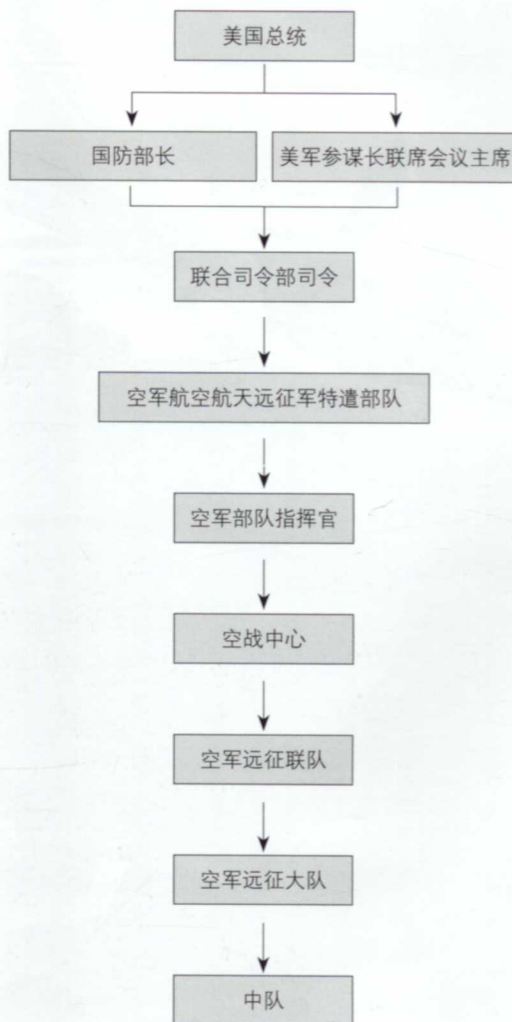 美国总统
国防部长
美军参谋长联席会议主席
联合司令部司令
空军航空航天远征军特遣部队
空军部队指挥官
空战中心
空军远征联队
空军远征大队
中队